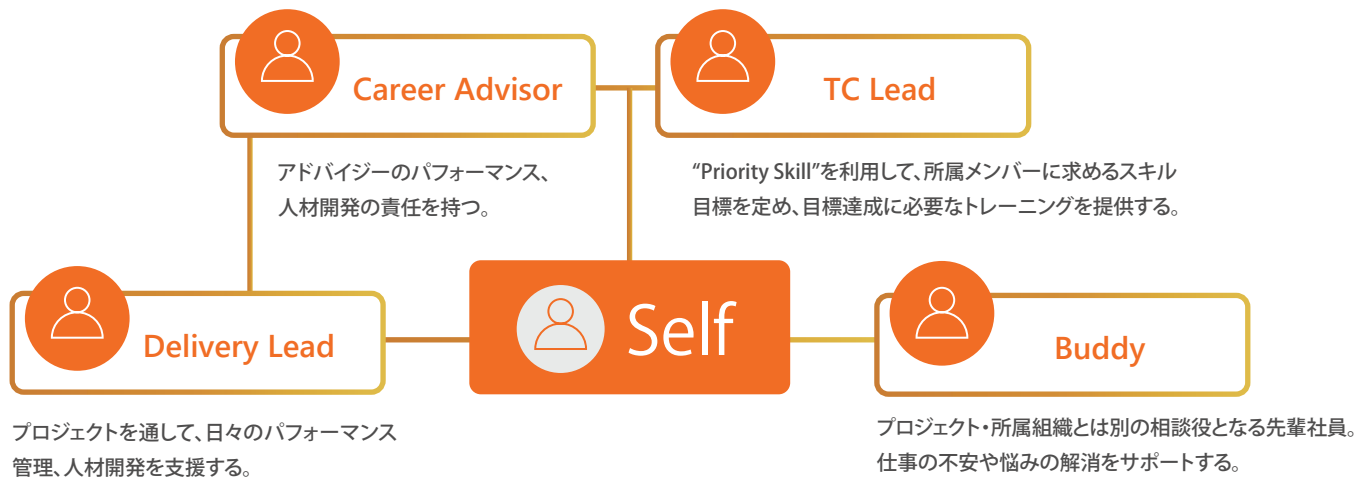 Career Advisor
アドバイジーのパフォーマンス、
人材開発の責任を持つ。
TC Lead
“Priority Skill”を利用して、所属メンバーに求めるスキル
目標を定め、目標達成に必要なトレーニングを提供する。
Delivery Lead
プロジェクトを通して、日々のパフォーマンス
管理、人材開発を支援する。
Self
Buddy
プロジェクト・所属組織とは別の相談役となる先輩社員。
仕事の不安や悩みの解消をサポートする。